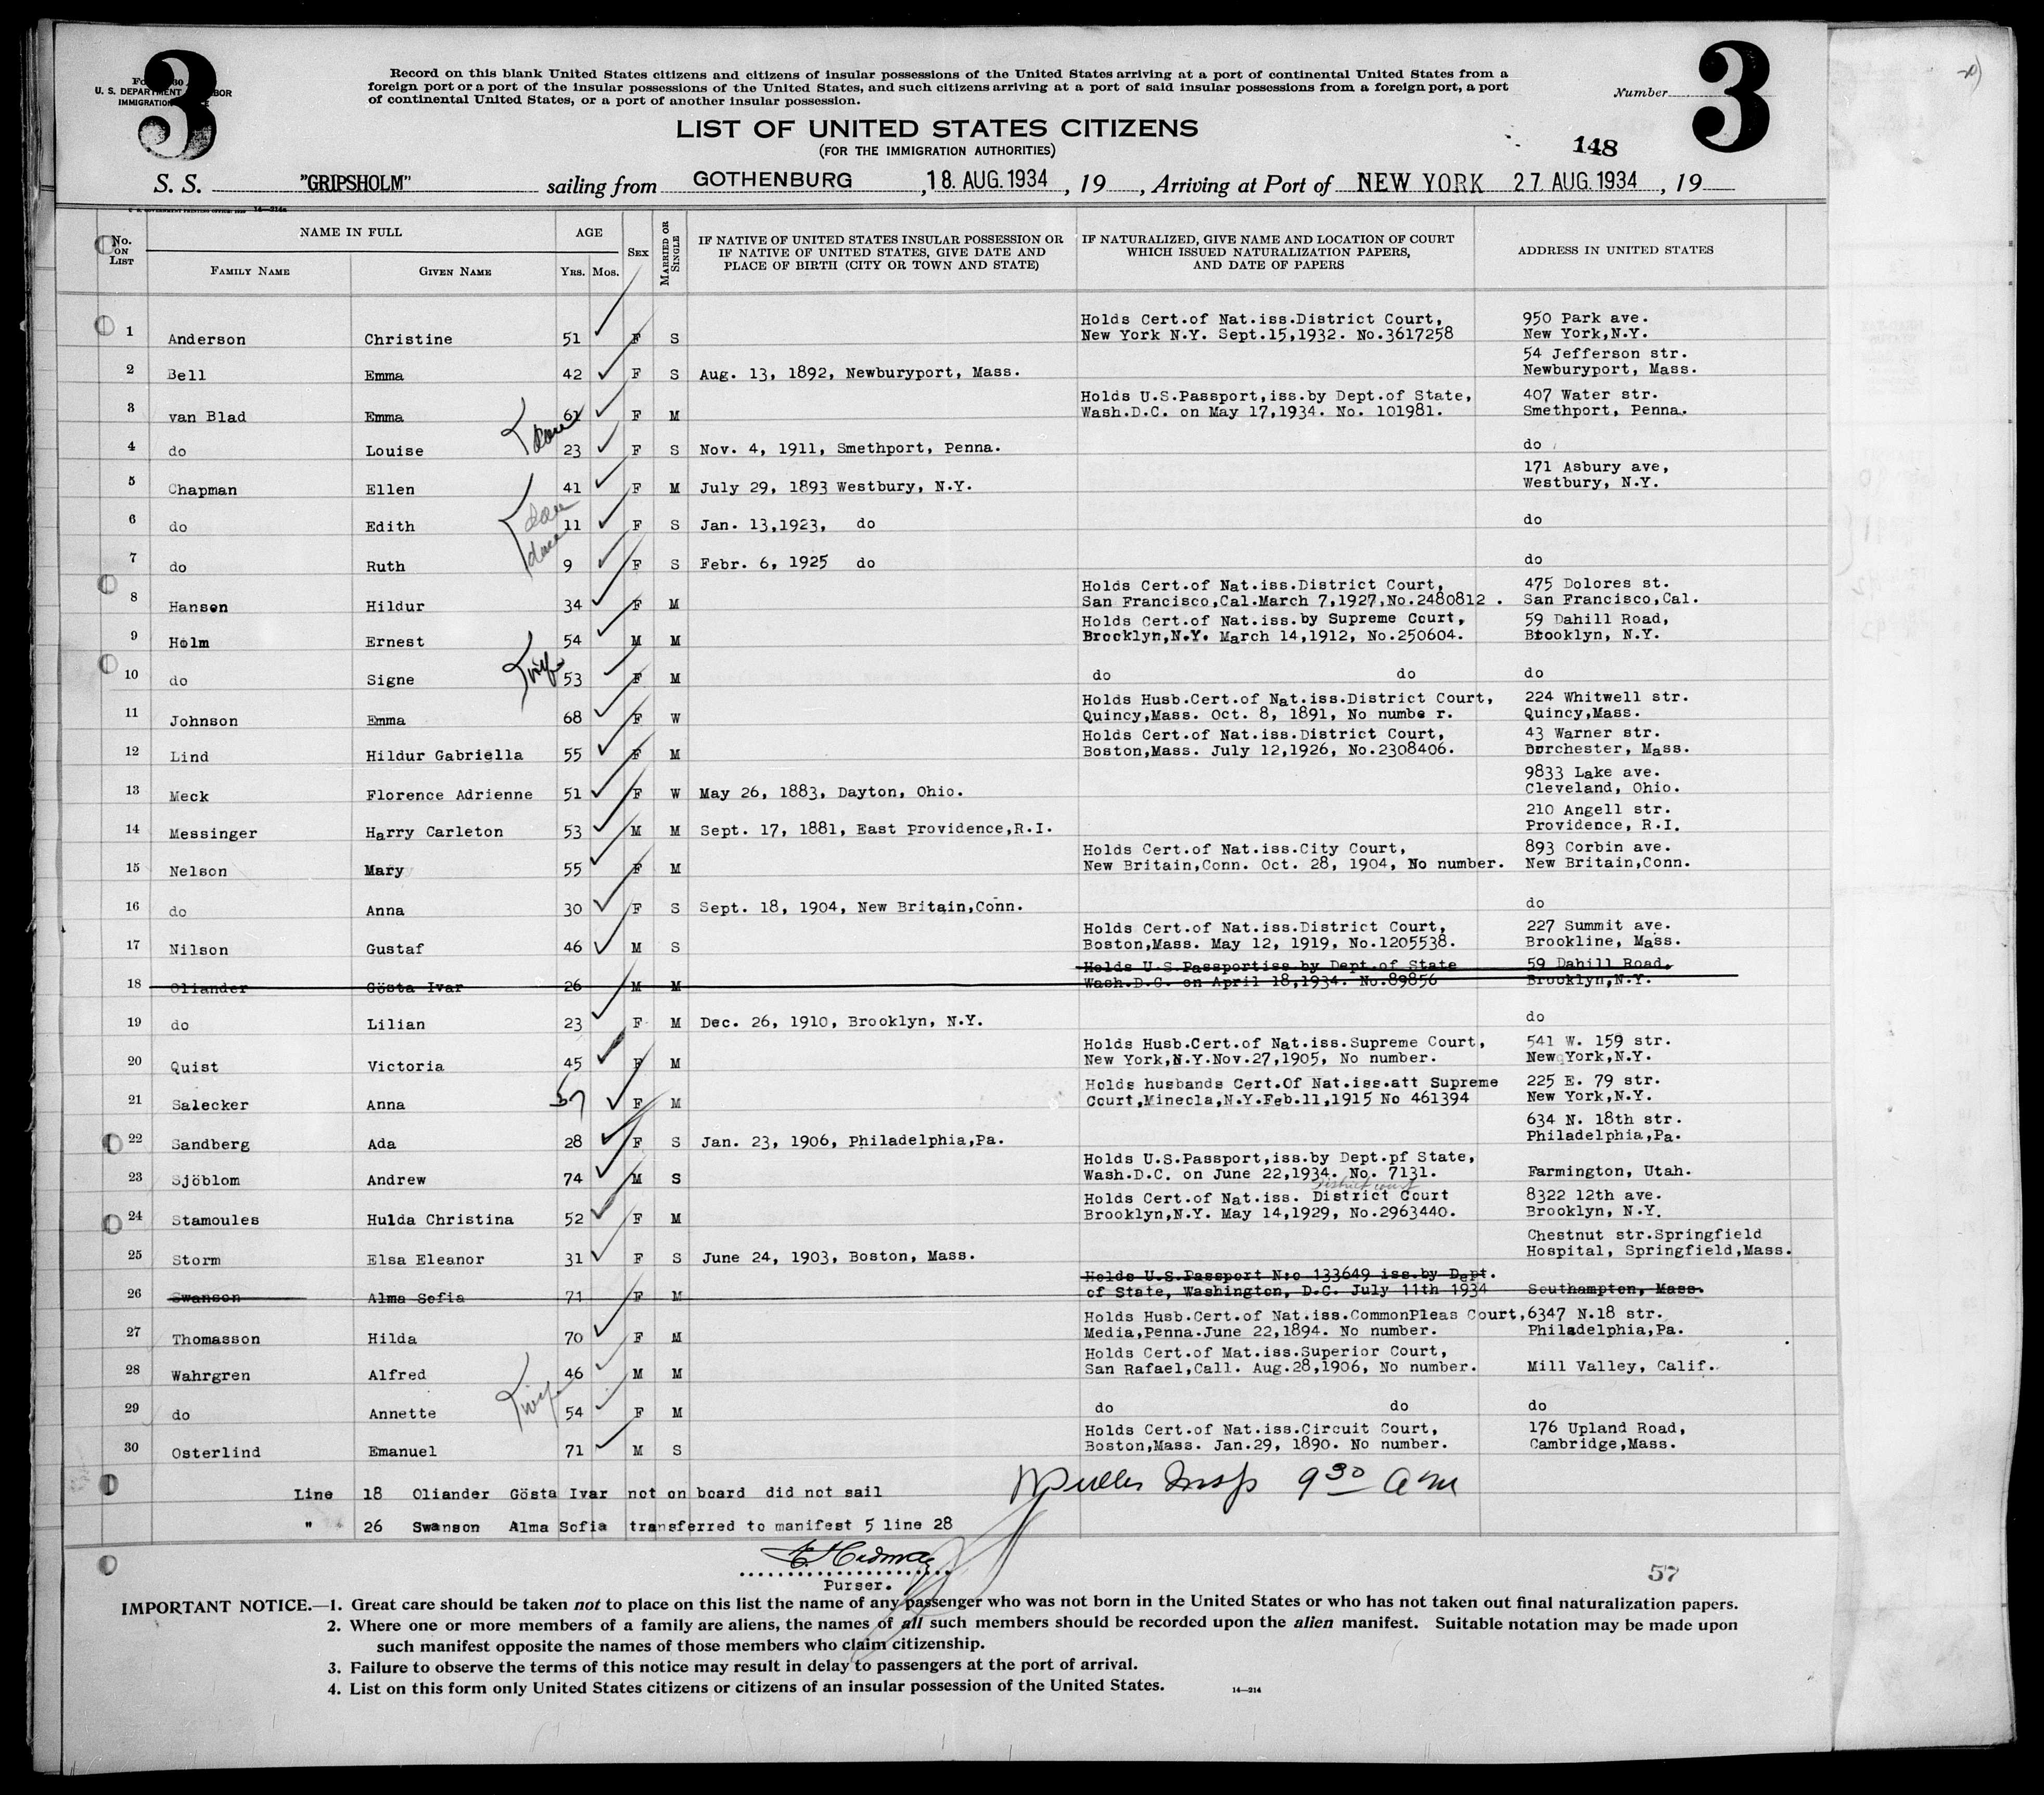 3
3
U. S. DEPARTMENT LABOR
IMMIGRATION
Record on this blank United States citizens and citizens of insular possessions of the United States arriving at a port of continental United States from a
foreign port or a port of the insular possessions of the United States, and such citizens arriving at a port of said insular possessions from a foreign port, a port
of continental United States, or a port of another insular possession.
Number
LIST OF UNITED STATES CITIZENS
(FOR THE IMMIGRATION AUTHORITIES)
148
S. S. "GRIPSHOLM" sailing from GOTHENBURG, 18. AUG. 1934, 19 , Arriving at Port of NEW YORK 27 AUG. 1934, 19
No. ON LIST
NAME IN FULL
FAMILY NAME
GIVEN NAME
AGE
YRS. MOS.
SEX
MARRIED OR SINGLE
IF NATIVE OF UNITED STATES INSULAR POSSESSION OR
IF NATIVE OF UNITED STATES, GIVE DATE AND
PLACE OF BIRTH (CITY OR TOWN AND STATE)
IF NATURALIZED, GIVE NAME AND LOCATION OF COURT
WHICH ISSUED NATURALIZATION PAPERS,
AND DATE OF PAPERS
ADDRESS IN UNITED STATES
Holds Cert.of Nat.iss.District Court, 950 Park ave.
1 Anderson Christine 51 F S New York N.Y. Sept.15,1932. No.3617258 New York,N.Y.
54 Jefferson str.
2 Bell Emma 42 F S Aug. 13, 1892, Newburyport, Mass. Newburyport, Mass.
Holds U.S.Passport,iss.by Dept.of State, 407 Water str.
3 van Blad Emma 61 F M Wash.D.C. on May 17,1934. No. 101981. Smethport, Penna.
4 do Louise 23 F S Nov. 4, 1911, Smethport, Penna. do
171 Asbury ave,
5 Chapman Ellen 41 F M July 29, 1893 Westbury, N.Y. Westbury, N.Y.
6 do Edith 11 F S Jan. 13,1923, do do
7 do Ruth 9 F S Febr. 6, 1925 do do
Holds Cert.of Nat.iss.District Court, 475 Dolores st.
8 Hansen Hildur 34 F M San Francisco,Cal.March 7,1927,No.2480812 . San Francisco,Cal.
Holds Cert.of Nat.iss.by Supreme Court, 59 Dahill Road,
9 Holm Ernest 54 M M Brooklyn,N.Y. March 14,1912, No.250604. Brooklyn, N.Y.
10 do Signe wife 53 F M do do do
Holds Husb.Cert.of Nat.iss.District Court, 224 Whitwell str.
11 Johnson Emma 68 F W Quincy,Mass. Oct. 8, 1891, No numbe r. Quincy,Mass.
Holds Cert.of Nat.iss.District Court, 43 Warner str.
12 Lind Hildur Gabriella 55 F M Boston,Mass. July 12,1926, No.2308406. Dorchester, Mass.
9833 Lake ave.
13 Meck Florence Adrienne 51 F W May 26, 1883, Dayton, Ohio. Cleveland, Ohio.
210 Angell str.
14 Messinger Harry Carleton 53 M M Sept. 17, 1881, East Providence,R.I. Providence, R.I.
Holds Cert.of Nat.iss.City Court, 893 Corbin ave.
15 Nelson Mary 55 F M New Britain,Conn. Oct. 28, 1904, No number. New Britain,Conn.
16 do Anna 30 F S Sept. 18, 1904, New Britain,Conn. do
Holds Cert.of Nat.iss.District Court, 227 Summit ave.
17 Nilson Gustaf 46 M S Boston,Mass. May 12, 1919, No.1205538. Brookline, Mass.
Holds U.S.Passportiss by Dept.of State 59 Dahill Road,
18 Oliander Gösta Ivar 26 M M Wash.D.C. on April 18,1934. No.89856 Brooklyn,N.Y.
19 do Lilian 23 F M Dec. 26, 1910, Brooklyn, N.Y. do
Holds Husb.Cert.of Nat.iss.Supreme Court, 541 W. 159 str.
20 Quist Victoria 45 F M New York,N.Y.Nov.27,1905, No number. New York,N.Y.
Holds husbands Cert.Of Nat.iss.att Supreme 225 E. 79 str.
21 Salecker Anna 57 F M Court,Mineola,N.Y.Feb.11,1915 No 461394 New York,N.Y.
634 N. 18th str.
22 Sandberg Ada 28 F S Jan. 23, 1906, Philadelphia,Pa. Philadelphia,Pa.
Holds U.S.Passport,iss.by Dept.pf State,
23 Sjöblom Andrew 74 M S Wash.D.C. on June 22,1934. No. 7131. Farmington, Utah.
District court
Holds Cert.of Nat.iss. District Court 8322 12th ave.
24 Stamoules Hulda Christina 52 F M Brooklyn,N.Y. May 14,1929, No.2963440. Brooklyn, N.Y.
Chestnut str.Springfield
25 Storm Elsa Eleanor 31 F S June 24, 1903, Boston, Mass. Hospital, Springfield,Mass.
Holds U.S.Passport N:o 133649 iss.by Dept.
26 Swanson Alma Sofia 71 F M of State, Washington, D.C. July 11th 1934 Southampton, Mass.
Holds Husb.Cert.of Nat.iss.CommonPleas Court, 6347 N.18 str.
27 Thomasson Hilda 70 F M Media,Penna.June 22,1894. No number. Philadelphia,Pa.
Holds Cert.of Mat.iss.Superior Court,
28 Wahrgren Alfred 46 M M San Rafael,Call. Aug.28,1906, No number. Mill Valley, Calif.
29 do Annette wife 54 F M do do do
Holds Cert.of Nat.iss.Circuit Court, 176 Upland Road,
30 Osterlind Emanuel 71 M S Boston,Mass. Jan.29, 1890. No number. Cambridge,Mass.
Line 18 Oliander Gösta Ivar not on board did not sail
" 26 Swanson Alma Sofia transferred to manifest 5 line 28
Insp 9 30 am
Purser.
57
IMPORTANT NOTICE.—1. Great care should be taken not to place on this list the name of any passenger who was not born in the United States or who has not taken out final naturalization papers.
2. Where one or more members of a family are aliens, the names of all such members should be recorded upon the alien manifest. Suitable notation may be made upon
such manifest opposite the names of those members who claim citizenship.
3. Failure to observe the terms of this notice may result in delay to passengers at the port of arrival.
4. List on this form only United States citizens or citizens of an insular possession of the United States.
14—214